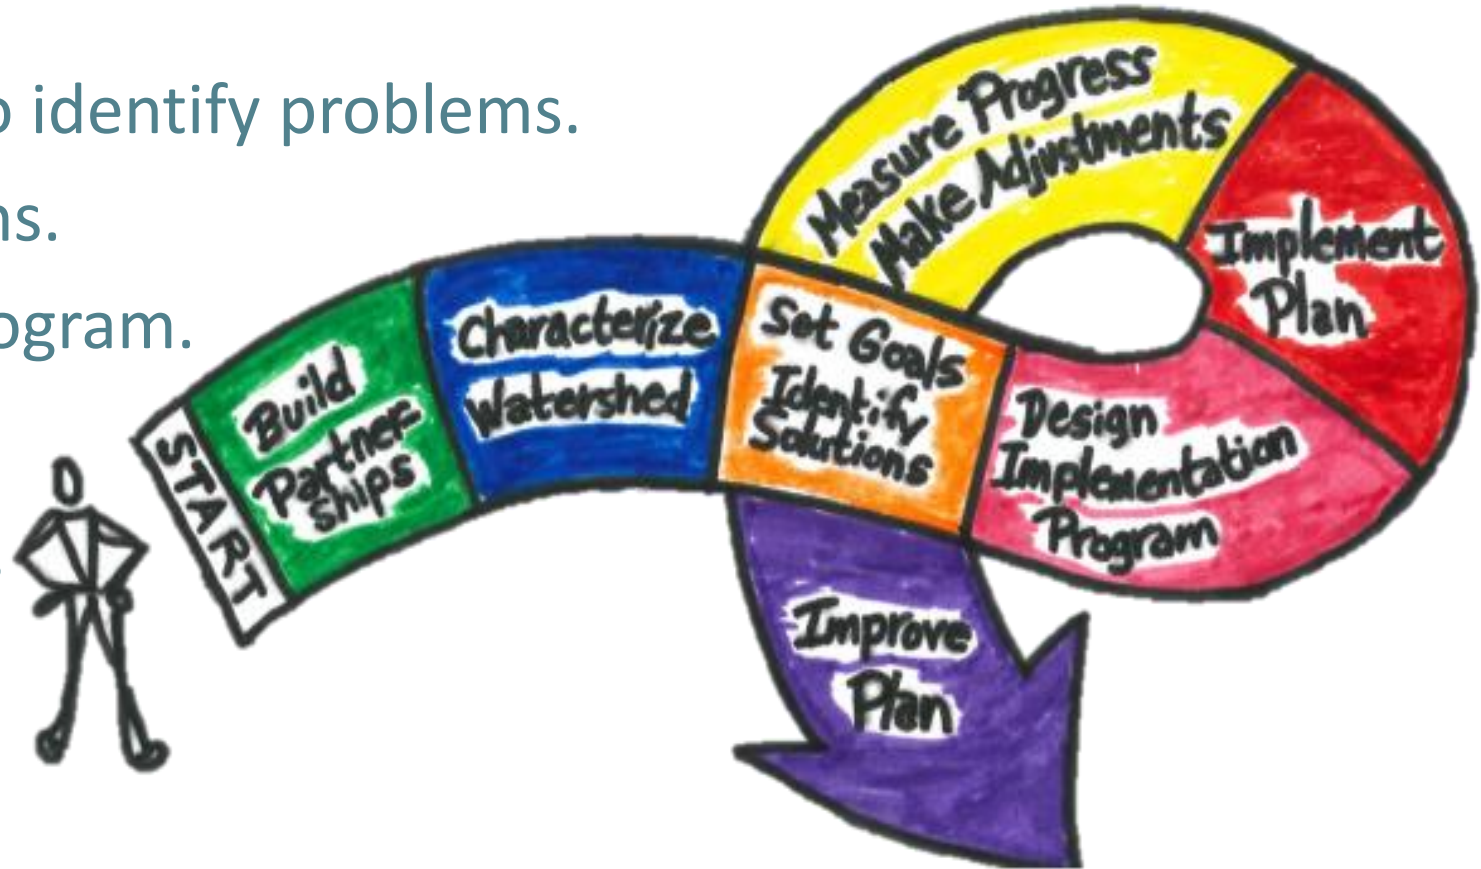 identify problems.
ogram.
START
Build
Partner
ships
Characterize
Watershed
Set Goals
Identify
Solutions
Design
Implementation
Program
Implement
Plan
Measure Progress
Make Adjustments
Improve
Plan